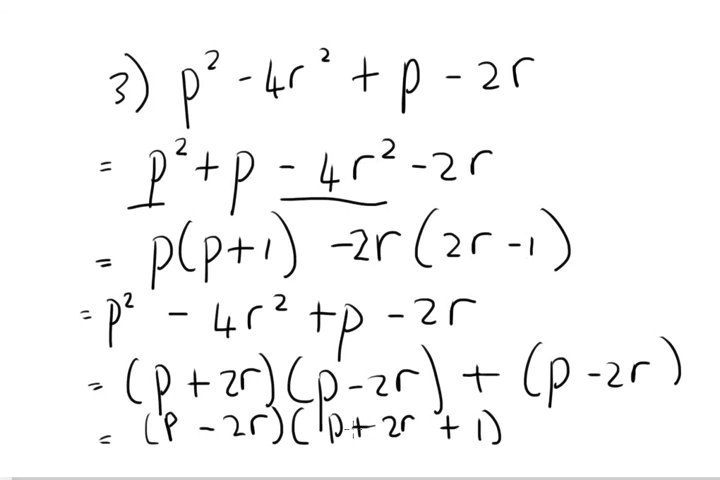 3) p² - 4r² + p - 2r
= p² + p - 4r² - 2r
= p(p+1) -2r(2r-1)
= p² - 4r² + p - 2r
= (p + 2r)(p - 2r) + (p - 2r)
= (p - 2r)(p + 2r + 1)